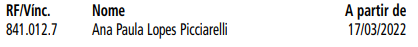 RF/Vínc. Nome A partir de
841.012.7 Ana Paula Lopes Picciarelli 17/03/2022